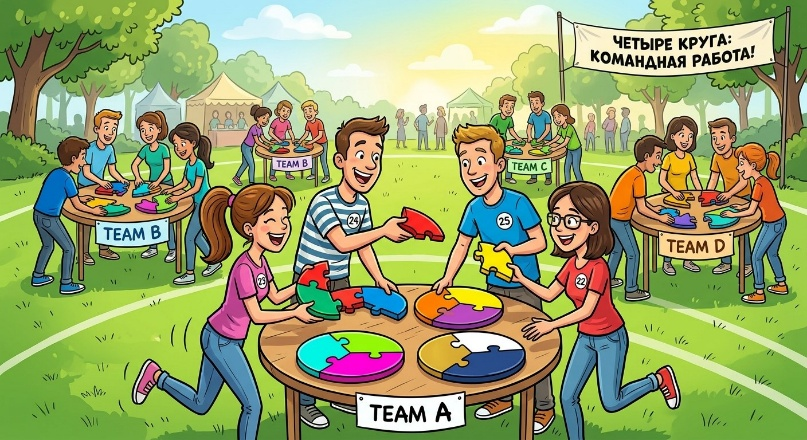 ЧЕТЫРЕ КРУГА:
КОМАНДНАЯ РАБОТА!
TEAM B
TEAM C
TEAM B
TEAM D
24
25
23
22
TEAM A